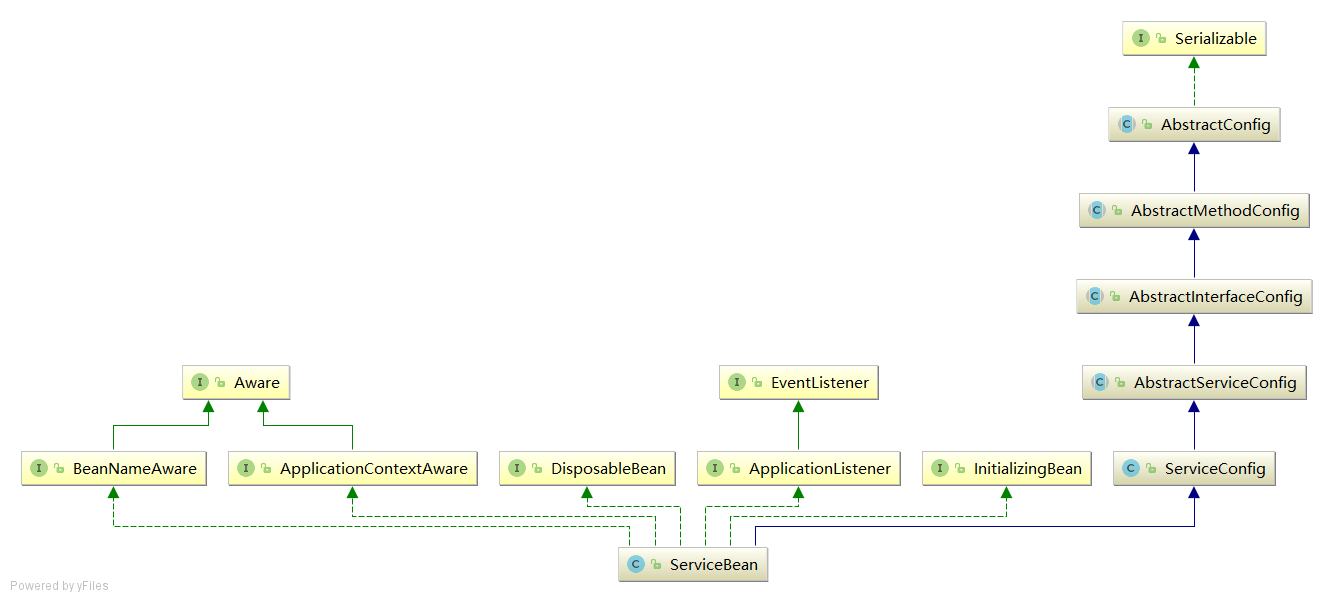 I Serializable
C AbstractConfig
C AbstractMethodConfig
C AbstractInterfaceConfig
I Aware
I EventListener
C AbstractServiceConfig
I BeanNameAware
I ApplicationContextAware
I DisposableBean
I ApplicationListener
I InitializingBean
C ServiceConfig
C ServiceBean
Powered by yFiles